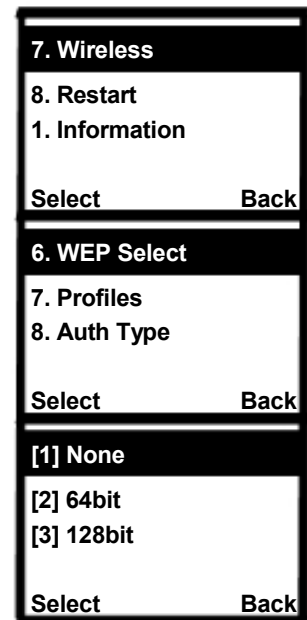 7. Wireless
8. Restart
1. Information
Select Back
6. WEP Select
7. Profiles
8. Auth Type
Select Back
[1] None
[2] 64bit
[3] 128bit
Select Back